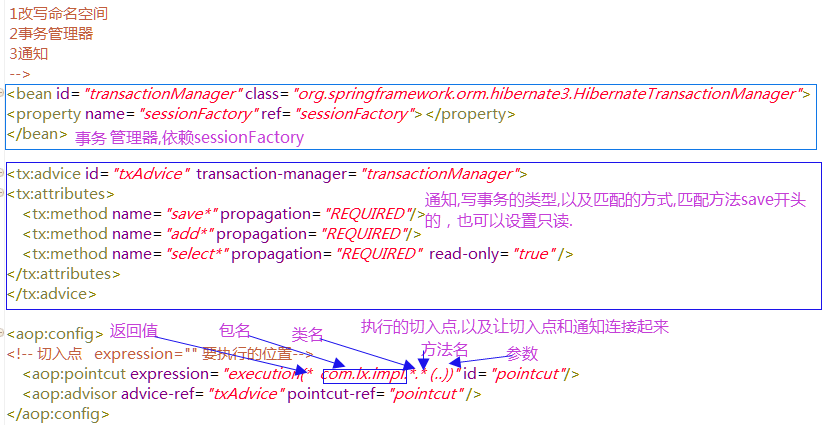 1改写命名空间
2事务管理器
3通知
-->
<bean id="transactionManager" class="org.springframework.orm.hibernate3.HibernateTransactionManager">
<property name="sessionFactory" ref="sessionFactory"></property>
</bean> 事务管理器,依赖sessionFactory
<tx:advice id="txAdvice" transaction-manager="transactionManager">
<tx:attributes>
通知,写事务的类型,以及匹配的方式,匹配方法save开头
<tx:method name="save*" propagation="REQUIRED"/>
的，也可以设置只读.
<tx:method name="add*" propagation="REQUIRED"/>
<tx:method name="select*" propagation="REQUIRED" read-only="true"/>
</tx:attributes>
</tx:advice>
<aop:config> 返回值 包名 类名 执行的切入点,以及让切入点和通知连接起来
<!-- 切入点 expression="" 要执行的位置--> 方法名 参数
<aop:pointcut expression="execution(* com.lx.impl.*.* (..))" id="pointcut"/>
<aop:advisor advice-ref="txAdvice" pointcut-ref="pointcut"/>
</aop:config>